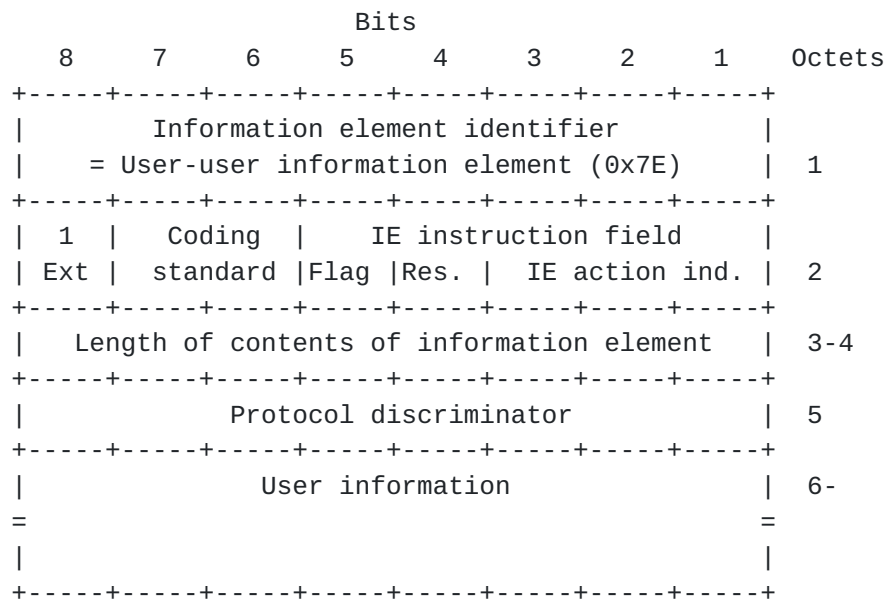 Bits
   8     7     6     5     4     3     2     1    Octets
+-----+-----+-----+-----+-----+-----+-----+-----+
|        Information element identifier         |
|    = User-user information element (0x7E)     |  1
+-----+-----+-----+-----+-----+-----+-----+-----+
|  1  |   Coding  |    IE instruction field     |
| Ext |  standard |Flag |Res. |  IE action ind. |  2
+-----+-----+-----+-----+-----+-----+-----+-----+
|   Length of contents of information element   |  3-4
+-----+-----+-----+-----+-----+-----+-----+-----+
|             Protocol discriminator            |  5
+-----+-----+-----+-----+-----+-----+-----+-----+
|               User information                |  6-
=                                               =
|                                               |
+-----+-----+-----+-----+-----+-----+-----+-----+